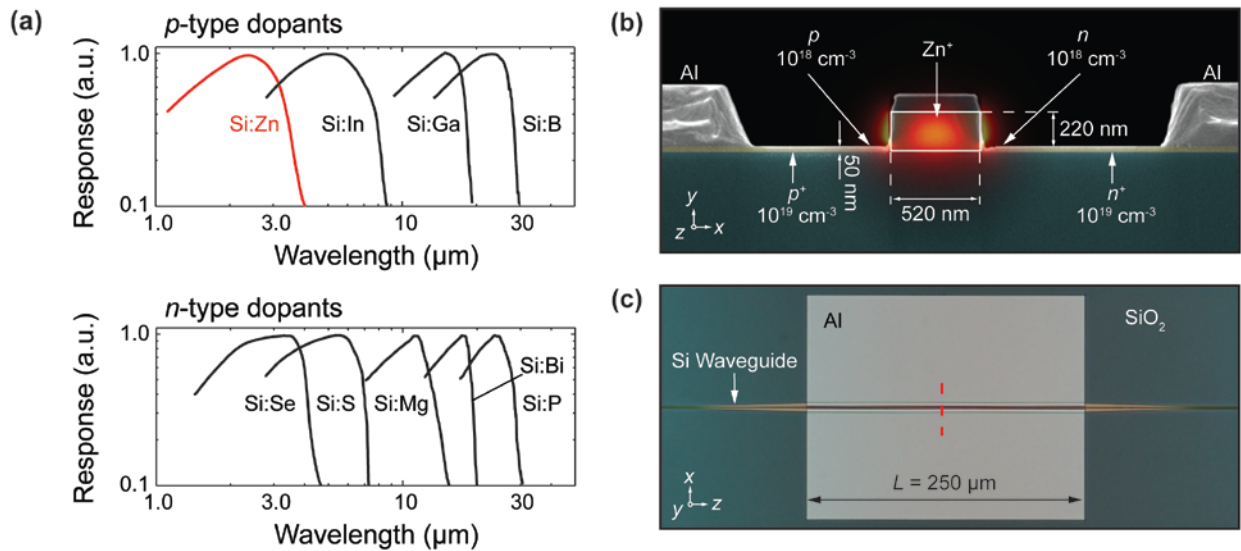 (a)
p-type dopants
Response (a.u.)
1.0
0.1
Si:Zn
Si:In
Si:Ga
Si:B
1.0 3.0 10 30
Wavelength (μm)
n-type dopants
Response (a.u.)
1.0
0.1
Si:Se
Si:S
Si:Mg
Si:Bi
Si:P
1.0 3.0 10 30
Wavelength (μm)
(b)
Al
p
10¹⁸ cm⁻³
Zn⁺
n
10¹⁸ cm⁻³
Al
220 nm
50 nm
520 nm
p⁺
10¹⁹ cm⁻³
n⁺
10¹⁹ cm⁻³
y
z x
(c)
Al
SiO₂
Si Waveguide
L = 250 μm
x
y z